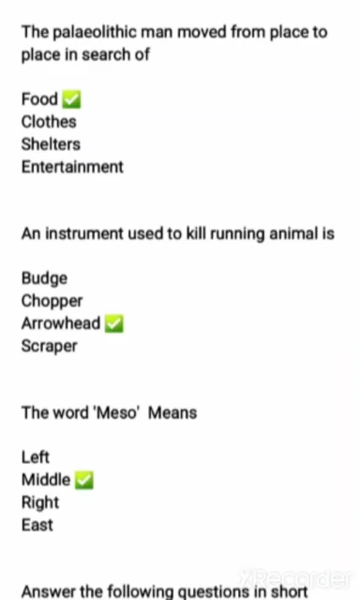 The palaeolithic man moved from place to
place in search of
Food ✅
Clothes
Shelters
Entertainment
An instrument used to kill running animal is
Budge
Chopper
Arrowhead ✅
Scraper
The word 'Meso' Means
Left
Middle ✅
Right
East
XRecorder
Answer the following questions in short